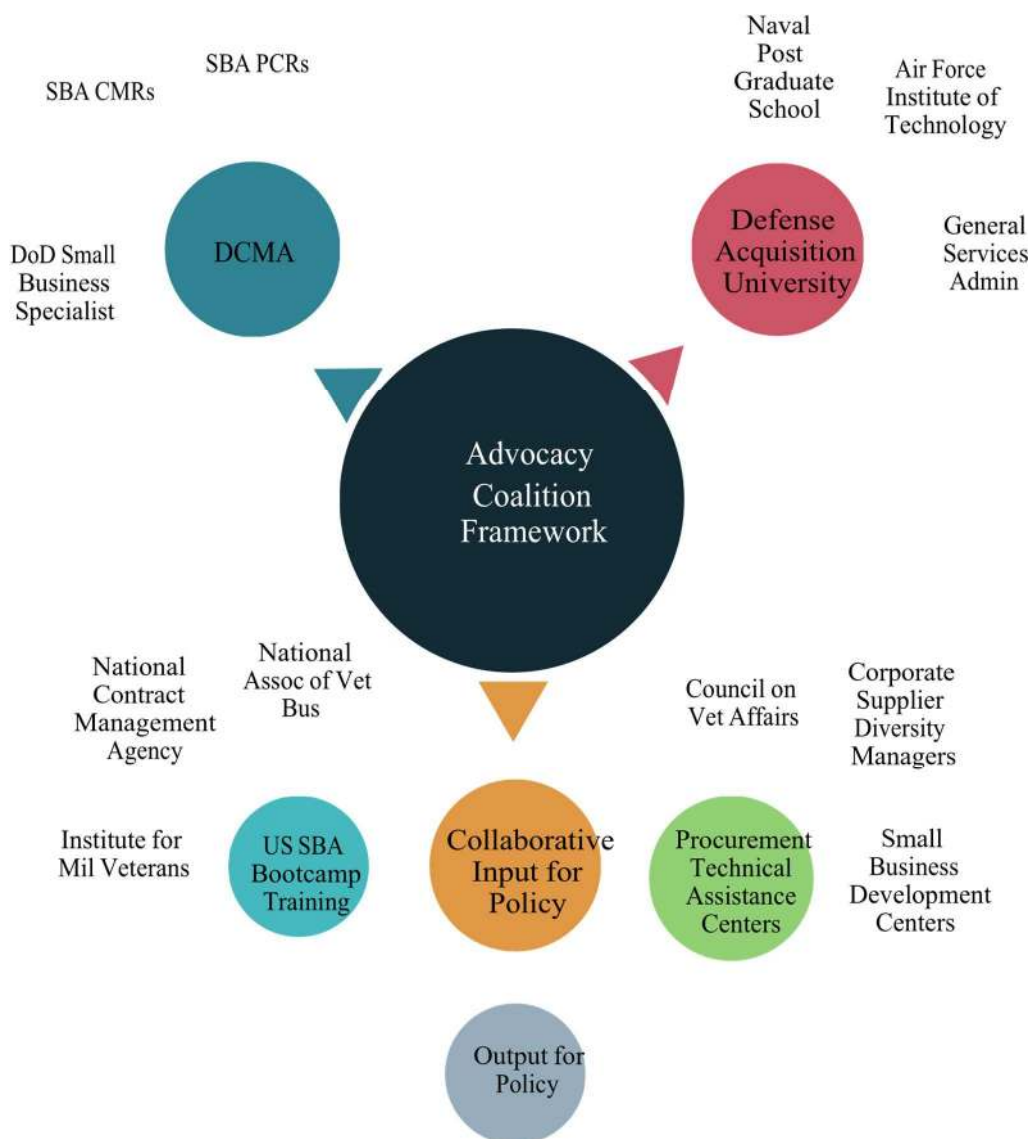 SBA PCRs
SBA CMRs
DoD Small
Business
Specialist
DCMA
Naval
Post
Graduate
School
Air Force
Institute of
Technology
Defense
Acquisition
University
General
Services
Admin
Advocacy
Coalition
Framework
National
Contract
Management
Agency
National
Assoc of Vet
Bus
Institute for
Mil Veterans
US SBA
Bootcamp
Training
Collaborative
Input for
Policy
Council on
Vet Affairs
Corporate
Supplier
Diversity
Managers
Procurement
Technical
Assistance
Centers
Small
Business
Development
Centers
Output for
Policy